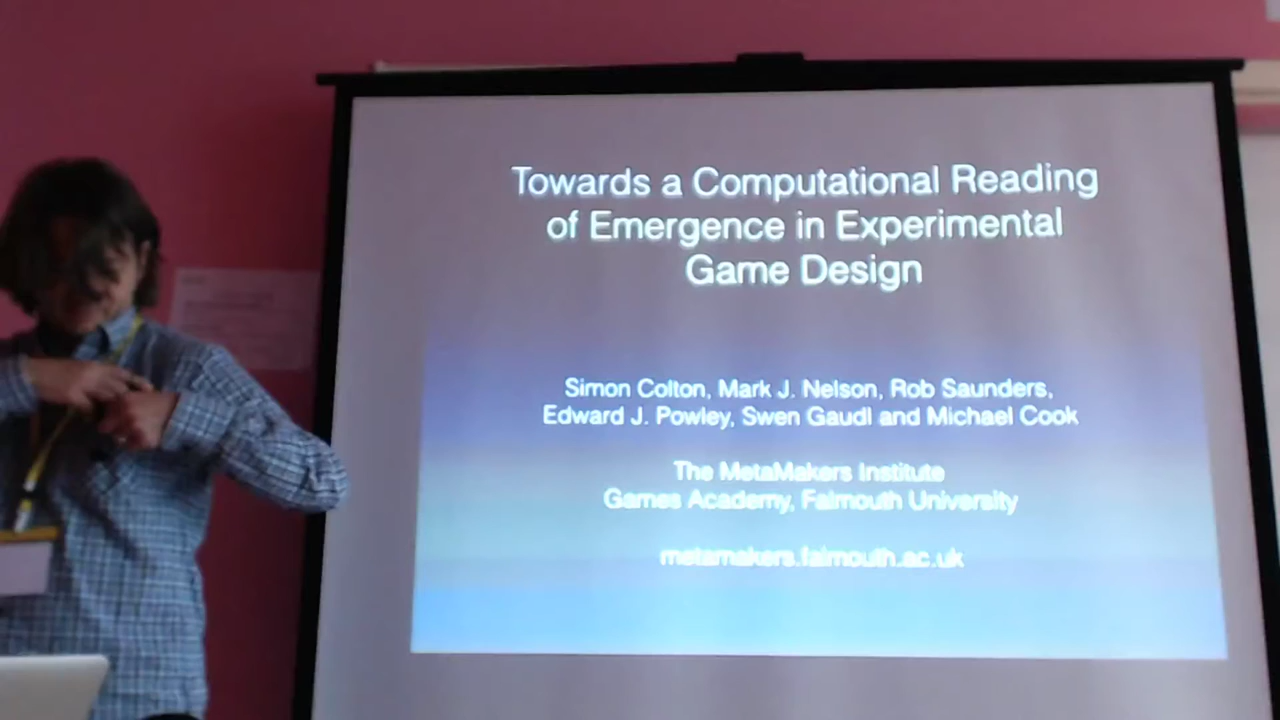 Towards a Computational Reading
of Emergence in Experimental
Game Design
Simon Colton, Mark J. Nelson, Rob Saunders,
Edward J. Powley, Swen Gaudl and Michael Cook
The MetaMakers Institute
Games Academy, Falmouth University
metamakers.falmouth.ac.uk